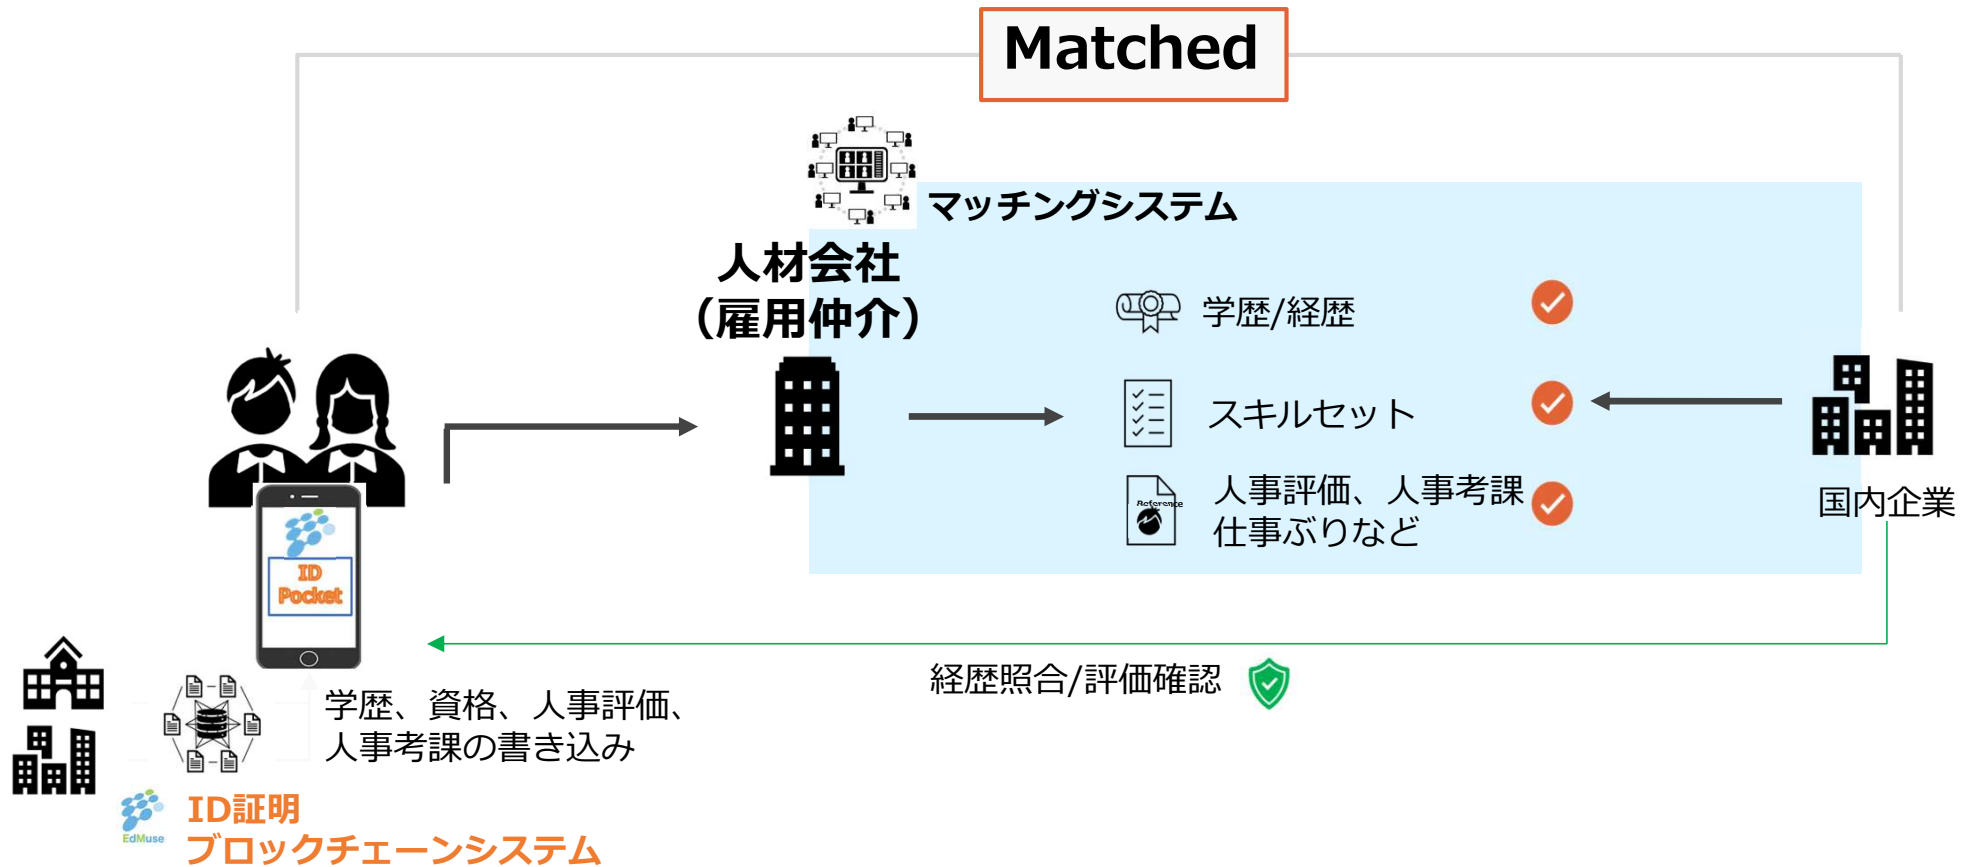 Matched
マッチングシステム
人材会社
（雇用仲介）
学歴/経歴
スキルセット
Reference
人事評価、人事考課
仕事ぶりなど
国内企業
ID
Pocket
経歴照合/評価確認
学歴、資格、人事評価、
人事考課の書き込み
EdMuse
ID証明
ブロックチェーンシステム